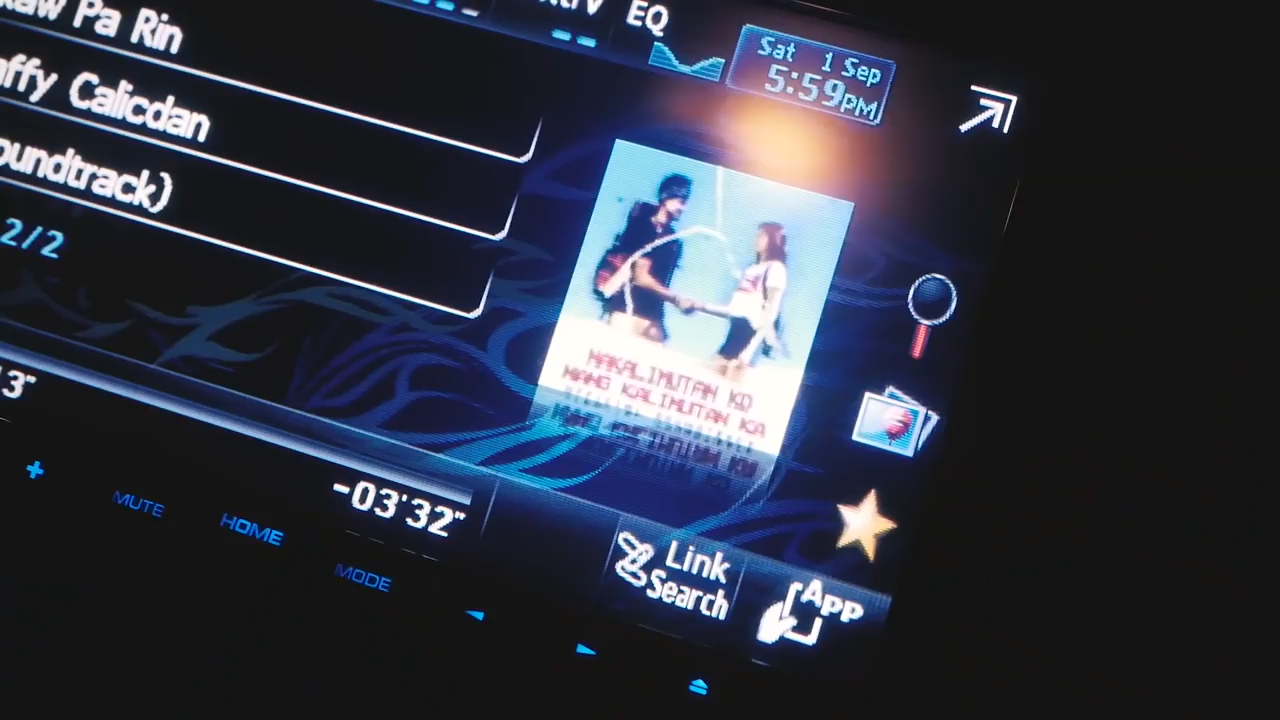 aw Pa Rin
EQ
Sat 1 Sep
5:59PM
affy Calicdan
oundtrack)
2/2
NAKALIMUTAN KO
NANG KALIMUTAN KA
3"
-03'32"
+
MUTE
HOME
MODE
Link
Search
App